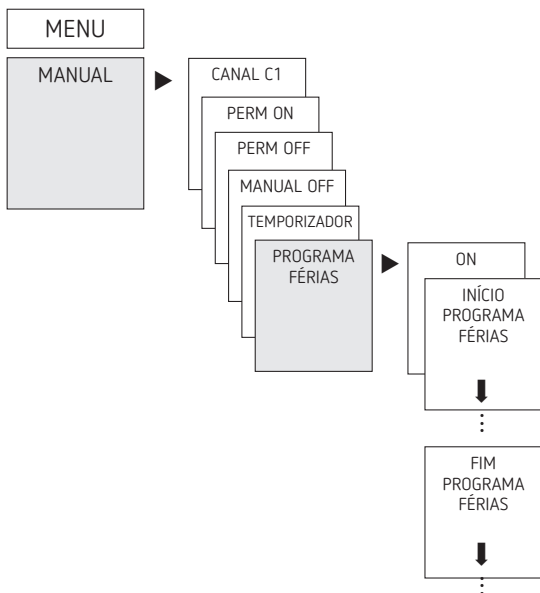 MENU
MANUAL
CANAL C1
PERM ON
PERM OFF
MANUAL OFF
TEMPORIZADOR
PROGRAMA
FÉRIAS
ON
INÍCIO
PROGRAMA
FÉRIAS
FIM
PROGRAMA
FÉRIAS